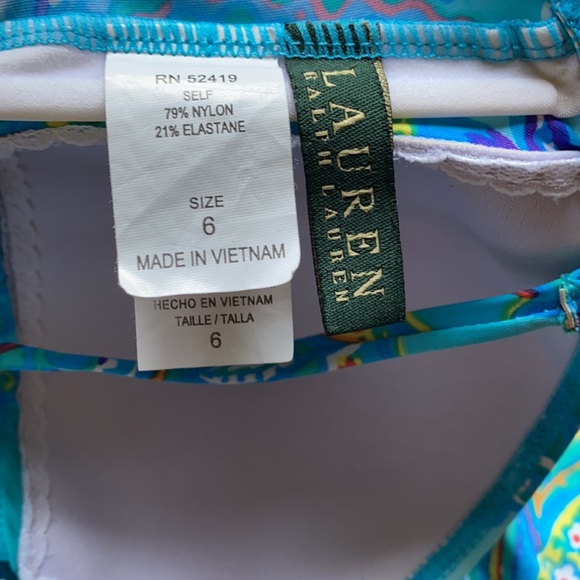 RN 52419
SELF
79% NYLON
21% ELASTANE
SIZE
6
MADE IN VIETNAM
HECHO EN VIETNAM
TAILLE / TALLA
6
LAUREN
RALPH LAUREN